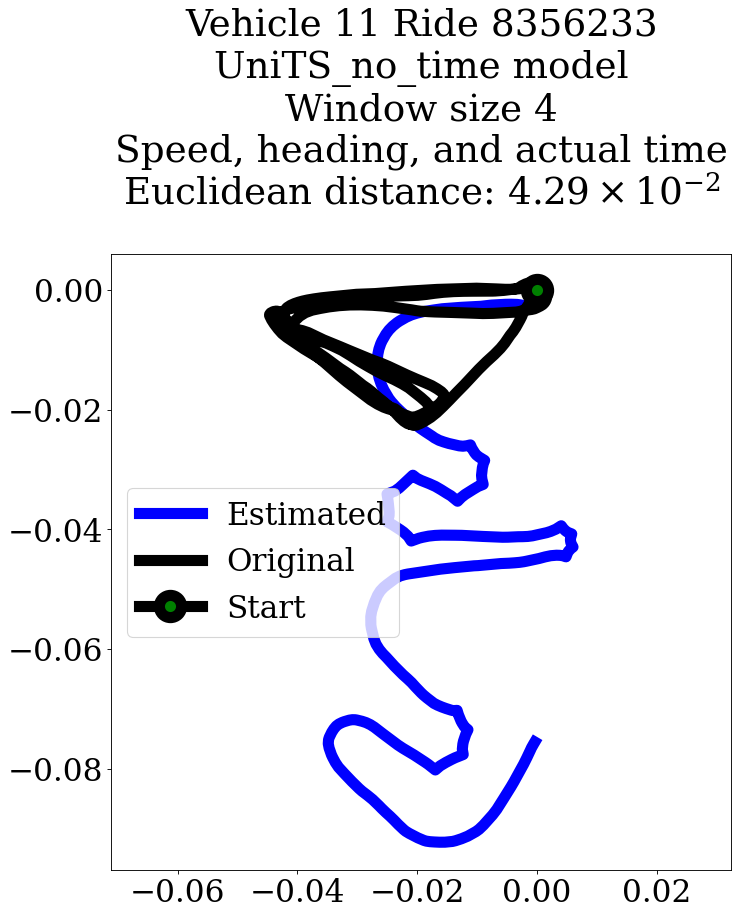 Vehicle 11 Ride 8356233
UniTS_no_time model
Window size 4
Speed, heading, and actual time
Euclidean distance: 4.29 × 10⁻²
0.00
−0.02
−0.04
−0.06
−0.08
Estimated
Original
Start
−0.06 −0.04 −0.02 0.00 0.02